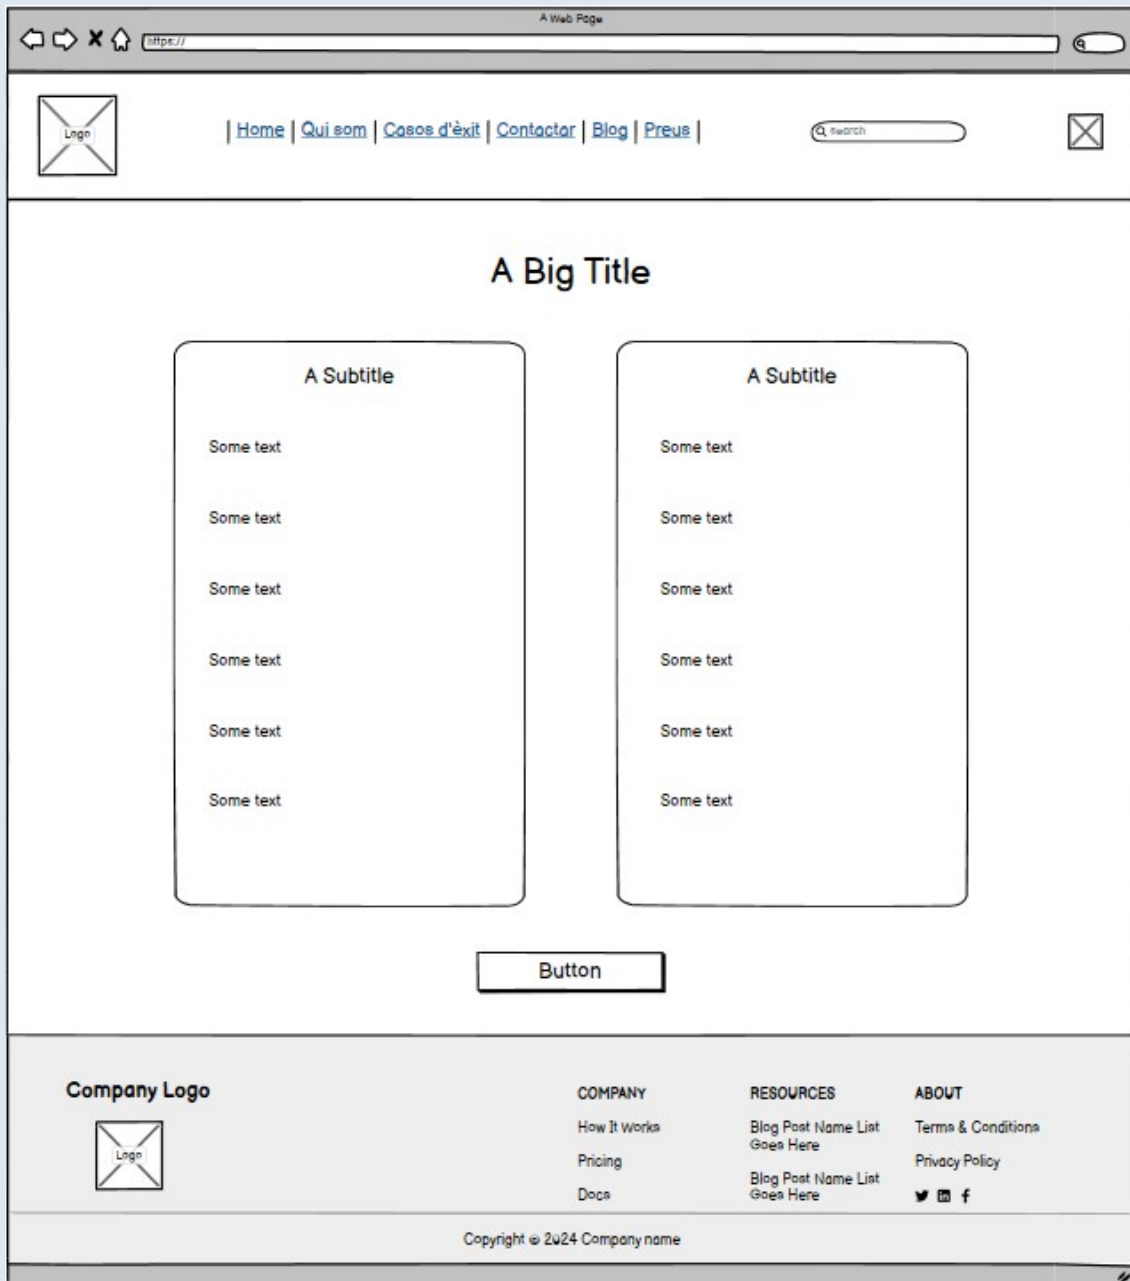 A Web Page
https://
Logo
| Home | Qui som | Casos d'èxit | Contactar | Blog | Preus |
search
A Big Title
A Subtitle
Some text
Some text
Some text
Some text
Some text
Some text
A Subtitle
Some text
Some text
Some text
Some text
Some text
Some text
Button
Company Logo
Logo
COMPANY
How It Works
Pricing
Docs
RESOURCES
Blog Post Name List
Goes Here
Blog Post Name List
Goes Here
ABOUT
Terms & Conditions
Privacy Policy
Copyright © 2024 Company name